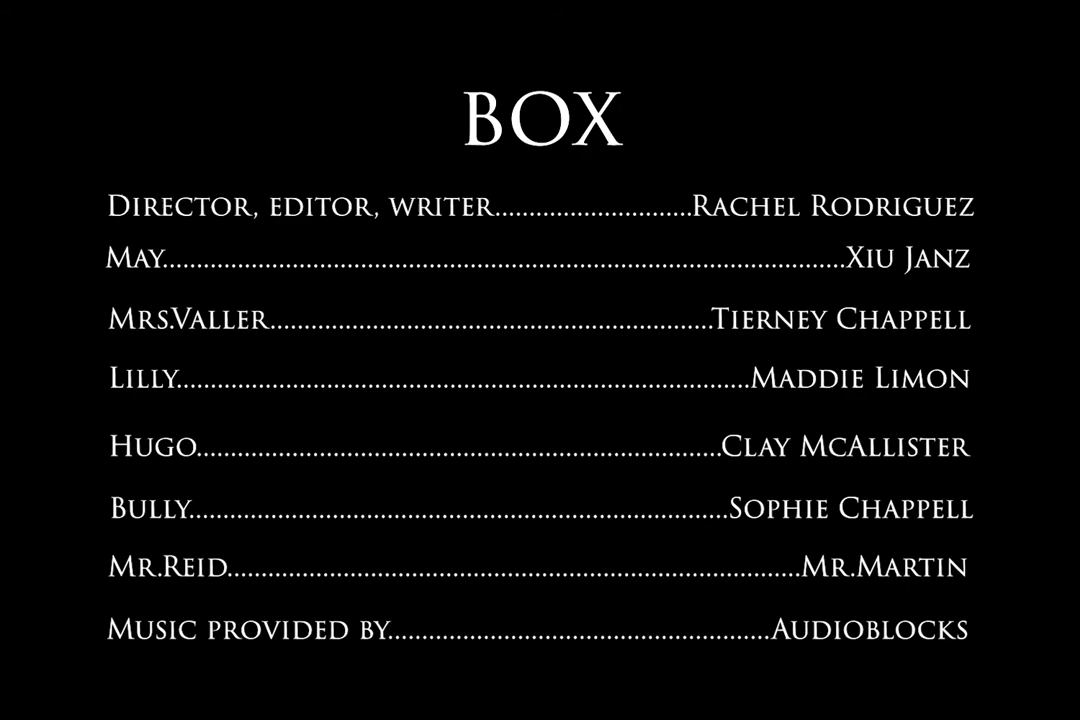 BOX
Director, editor, writer.............................Rachel Rodriguez
May.....................................................................................................Xiu Janz
Mrs.Valler.................................................................Tierney Chappell
Lilly.....................................................................................Maddie Limon
Hugo..............................................................................Clay McAllister
Bully................................................................................Sophie Chappell
Mr.Reid.....................................................................................Mr.Martin
Music provided by.........................................................Audioblocks